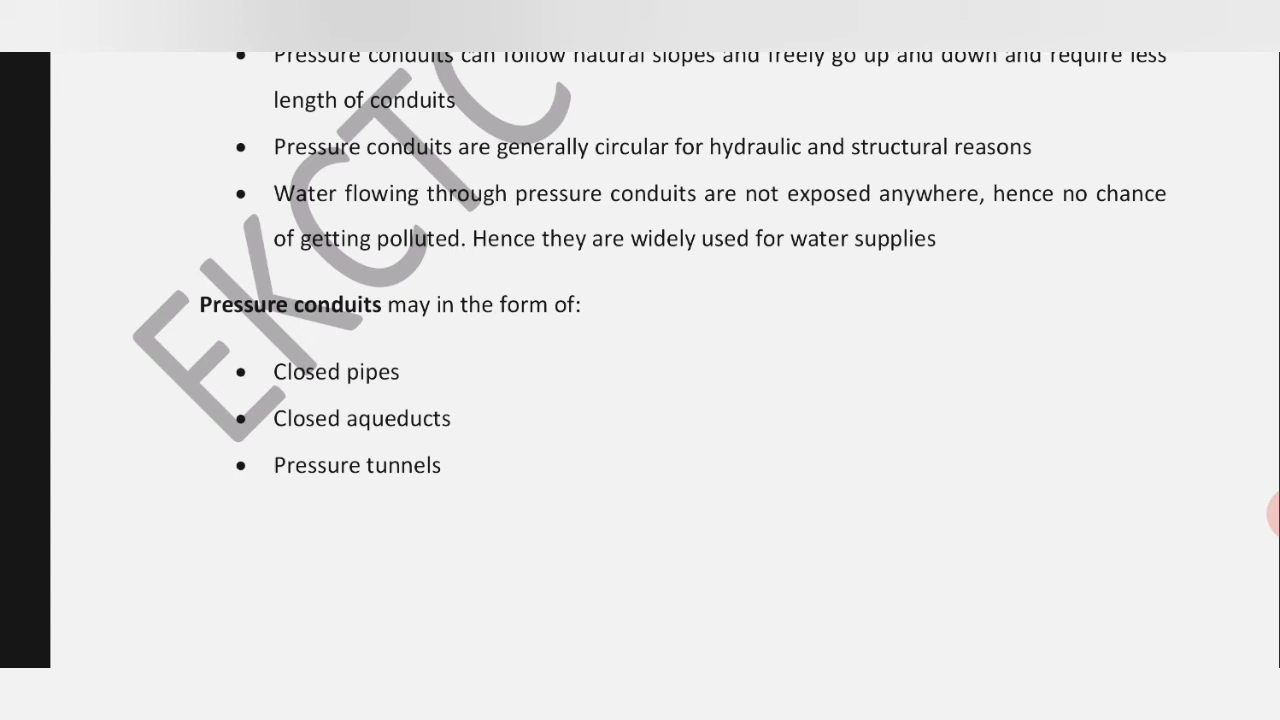 • Pressure conduits can follow natural slopes and freely go up and down and require less
length of conduits
• Pressure conduits are generally circular for hydraulic and structural reasons
• Water flowing through pressure conduits are not exposed anywhere, hence no chance
of getting polluted. Hence they are widely used for water supplies
Pressure conduits may in the form of:
• Closed pipes
• Closed aqueducts
• Pressure tunnels
EKCTC